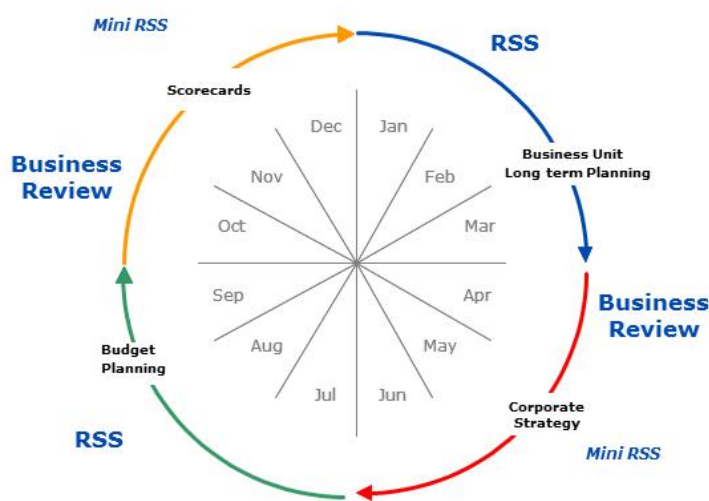 Mini RSS
RSS
Scorecards
Dec
Jan
Business Unit
Long term Planning
Business
Review
Nov
Feb
Oct
Mar
Sep
Apr
Business
Review
Budget
Planning
Aug
May
Jul
Jun
Corporate
Strategy
RSS
Mini RSS